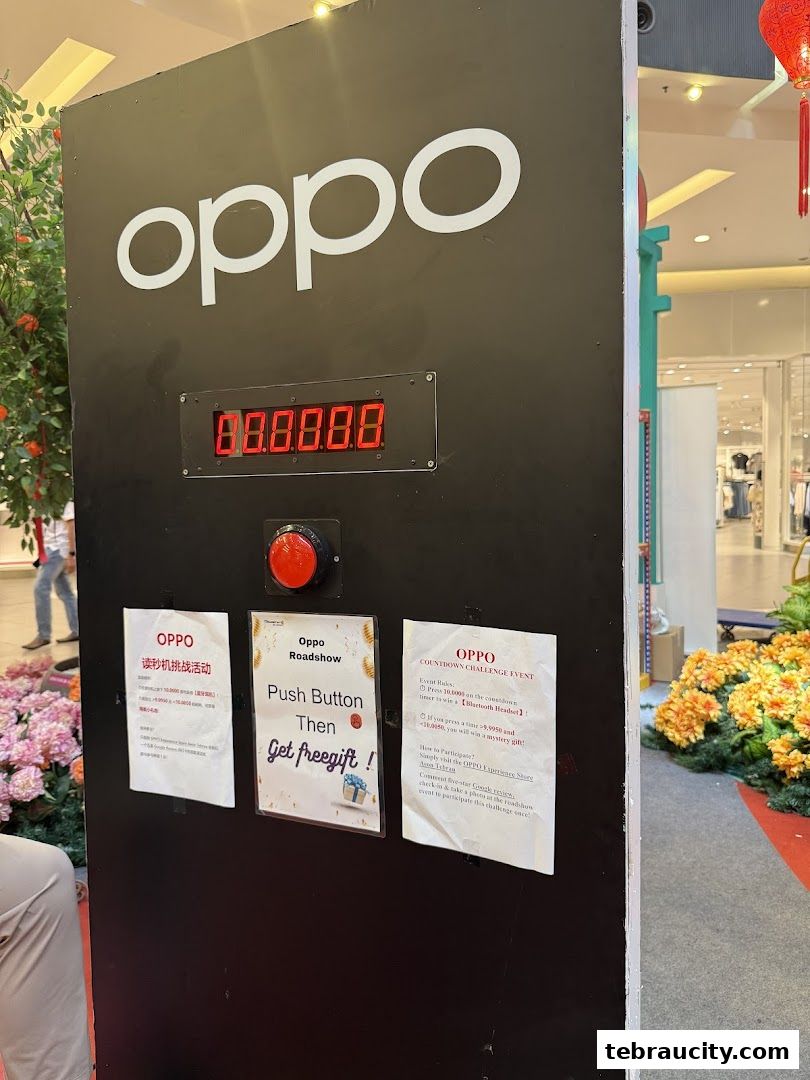 oppo
00.0000
OPPO
读秒机挑战活动
Oppo
Roadshow
Push Button
Then
Get freegift !
OPPO
COUNTDOWN CHALLENGE EVENT
Event Rules:
Press 10.0000 on the countdown
timer to win a 【Bluetooth Headset】!
If you press a time >9.9950 and
<10.0050, you will win a mystery gift!
How to Participate?
Simply visit the OPPO Experience Store
Aeon Tebrau
Comment five-star Google review,
check-in & take a photo at the roadshow
event to participate this challenge once!
tebraucity.com